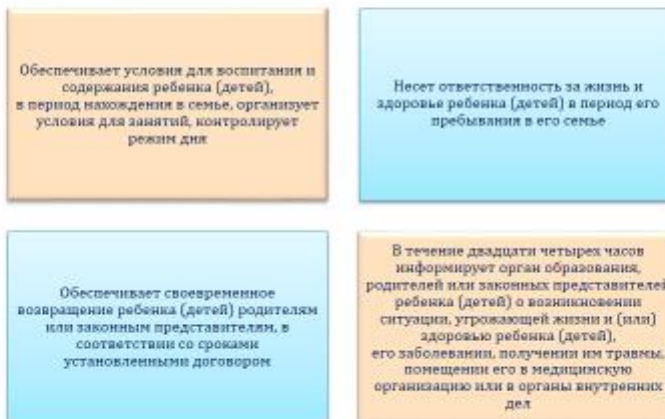 Обеспечивает условия для воспитания и
содержания ребенка (детей),
в период нахождения в семье, организует
условия для занятий, контролирует
режим дня
Несет ответственность за жизнь и
здоровье ребенка (детей) в период его
пребывания в его семье
Обеспечивает своевременное
возвращение ребенка (детей) родителям
или законным представителям, в
соответствии со сроками
установленными договором
В течение двадцати четырех часов
информирует орган образования,
родителей или законных представителей
ребенка (детей) о возникновении
ситуации, угрожающей жизни и (или)
здоровью ребенка (детей),
его заболевании, получении им травмы,
помещении его в медицинскую
организацию или в органы внутренних
дел